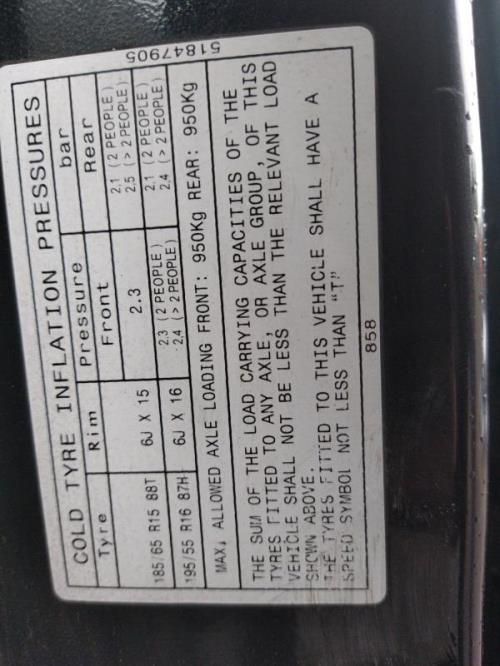 COLD TYRE INFLATION PRESSURES
Tyre Rim Pressure bar
Front Rear
185/65 R15 88T 6J X 15 2.3 2,1 (2 PEOPLE)
2,5 (>2 PEOPLE)
195/55 R16 87H 6J X 16 2.3 (2 PEOPLE) 2,1 (2 PEOPLE)
2,4 (>2 PEOPLE) 2,4 (>2 PEOPLE)
MAX. ALLOWED AXLE LOADING FRONT: 950Kg REAR: 950Kg
THE SUM OF THE LOAD CARRYING CAPACITIES OF THE
TYRES FITTED TO ANY AXLE, OR AXLE GROUP, OF THIS
VEHICLE SHALL NOT BE LESS THAN THE RELEVANT LOAD
SHOWN ABOVE.
THE TYRES FITTED TO THIS VEHICLE SHALL HAVE A
SPEED SYMBOL NOT LESS THAN "T"
858
51847905